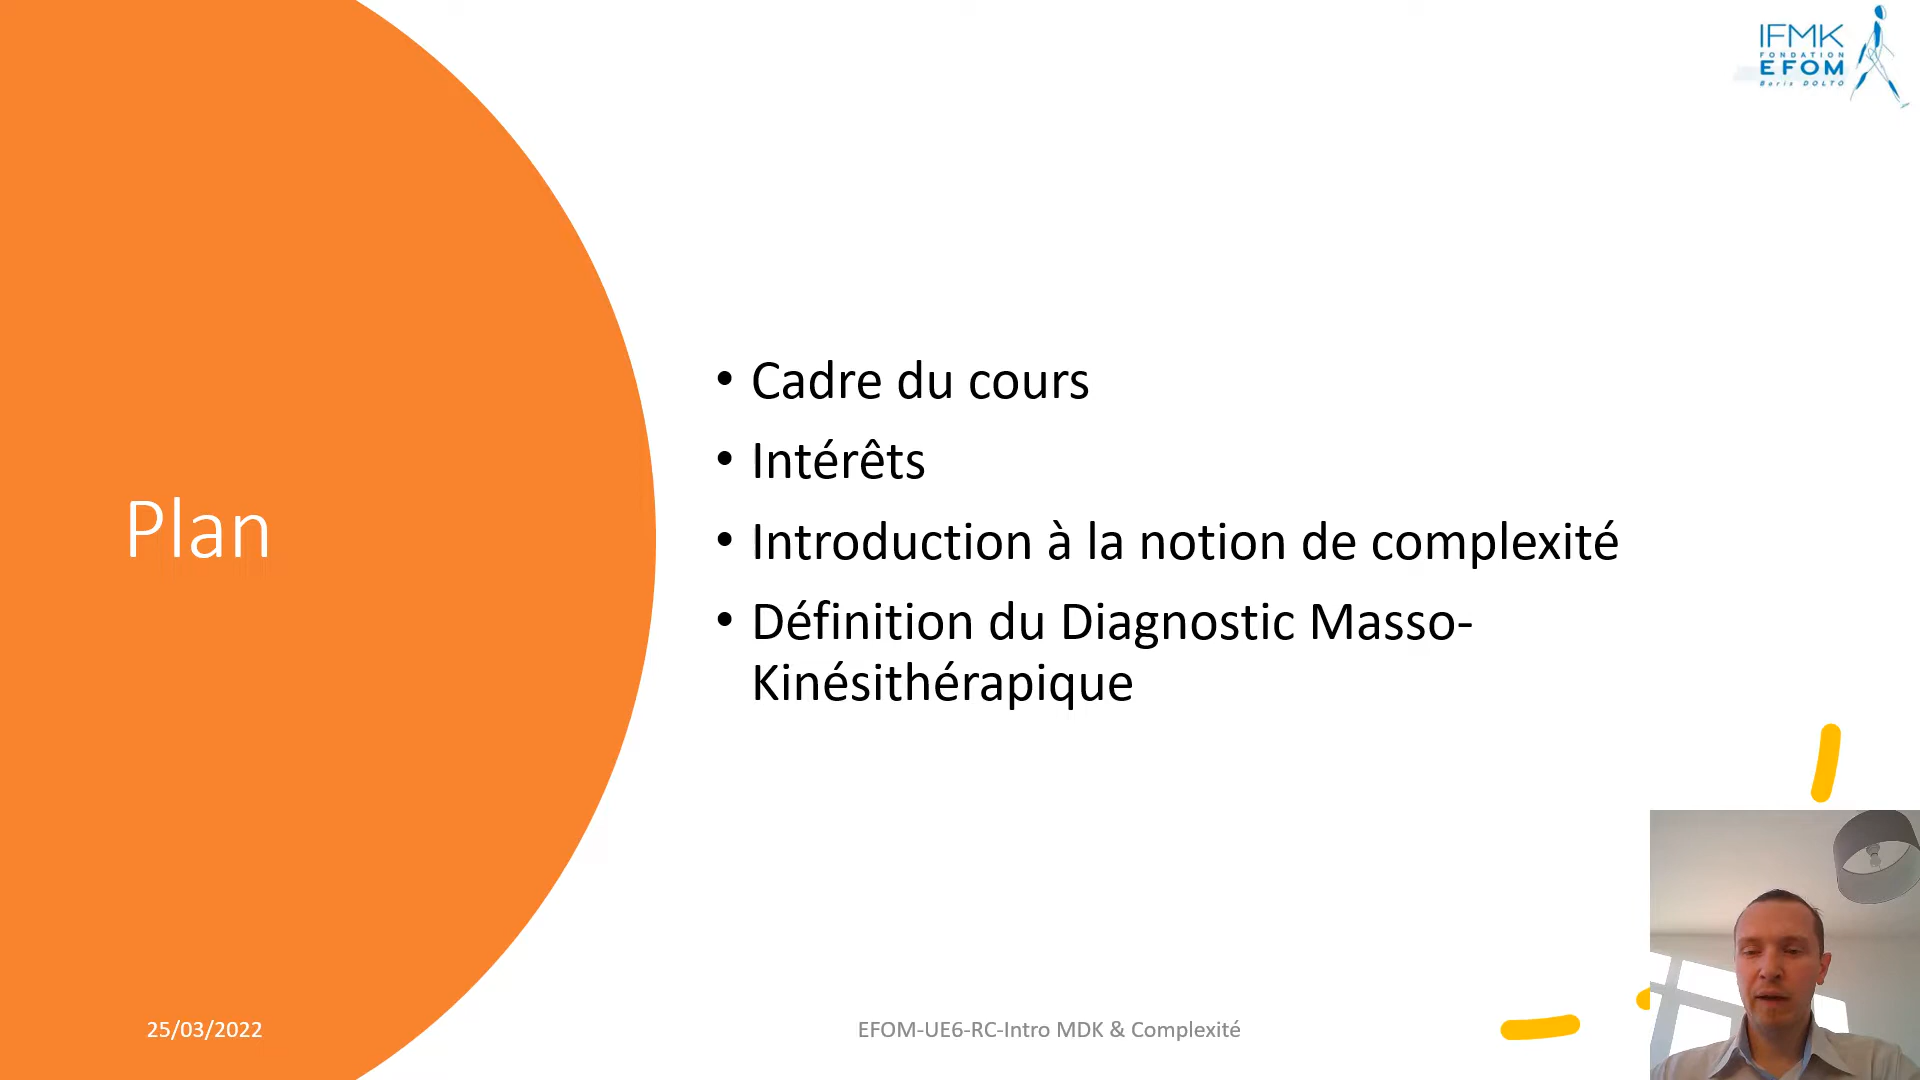 IFMK
FONDATION
EFOM
Boris DOLTO
Plan
• Cadre du cours
• Intérêts
• Introduction à la notion de complexité
• Définition du Diagnostic Masso-
Kinésithérapique
25/03/2022
EFOM-UE6-RC-Intro MDK & Complexité